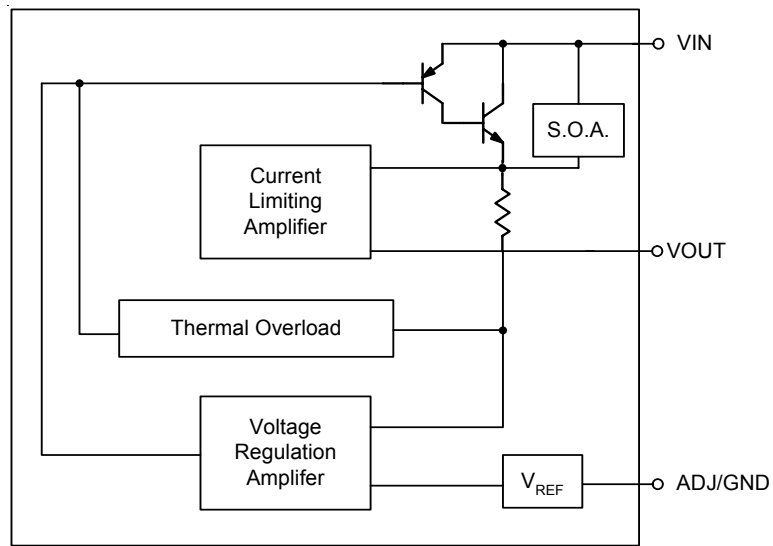 VIN
S.O.A.
Current
Limiting
Amplifier
VOUT
Thermal Overload
Voltage
Regulation
Amplifer
VREF
ADJ/GND